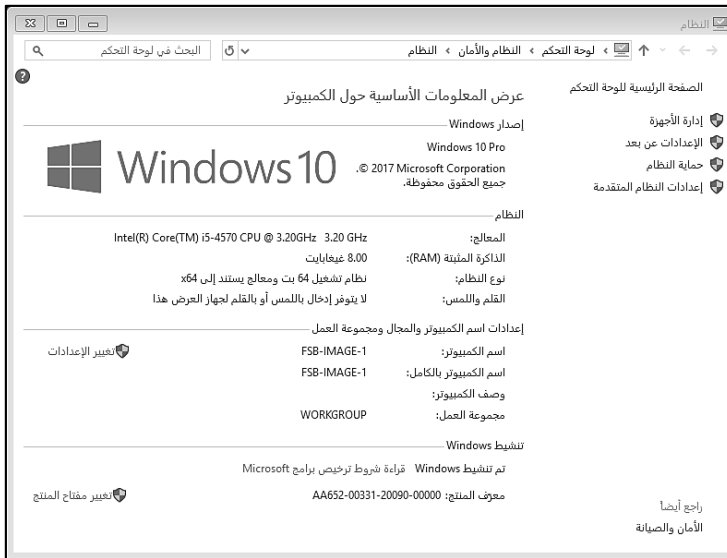 النظام
لوحة التحكم › النظام والأمان › النظام
البحث في لوحة التحكم
الصفحة الرئيسية للوحة التحكم
إدارة الأجهزة
الإعدادات عن بعد
حماية النظام
إعدادات النظام المتقدمة
عرض المعلومات الأساسية حول الكمبيوتر
إصدار Windows
Windows 10 Pro
© 2017 Microsoft Corporation.
جميع الحقوق محفوظة.
Windows 10
النظام
المعالج: Intel(R) Core(TM) i5-4570 CPU @ 3.20GHz 3.20 GHz
الذاكرة المثبتة (RAM): 8.00 غيغابايت
نوع النظام: نظام تشغيل 64 بت ومعالج يستند إلى x64
القلم واللمس: لا يتوفر إدخال باللمس أو بالقلم لجهاز العرض هذا
إعدادات اسم الكمبيوتر والمجال ومجموعة العمل
اسم الكمبيوتر: FSB-IMAGE-1 تغيير الإعدادات
اسم الكمبيوتر بالكامل: FSB-IMAGE-1
وصف الكمبيوتر:
مجموعة العمل: WORKGROUP
تنشيط Windows
تم تنشيط Windows قراءة شروط ترخيص برامج Microsoft
معرف المنتج: AA652-00331-20090-00000 تغيير مفتاح المنتج
راجع أيضاً
الأمان والصيانة